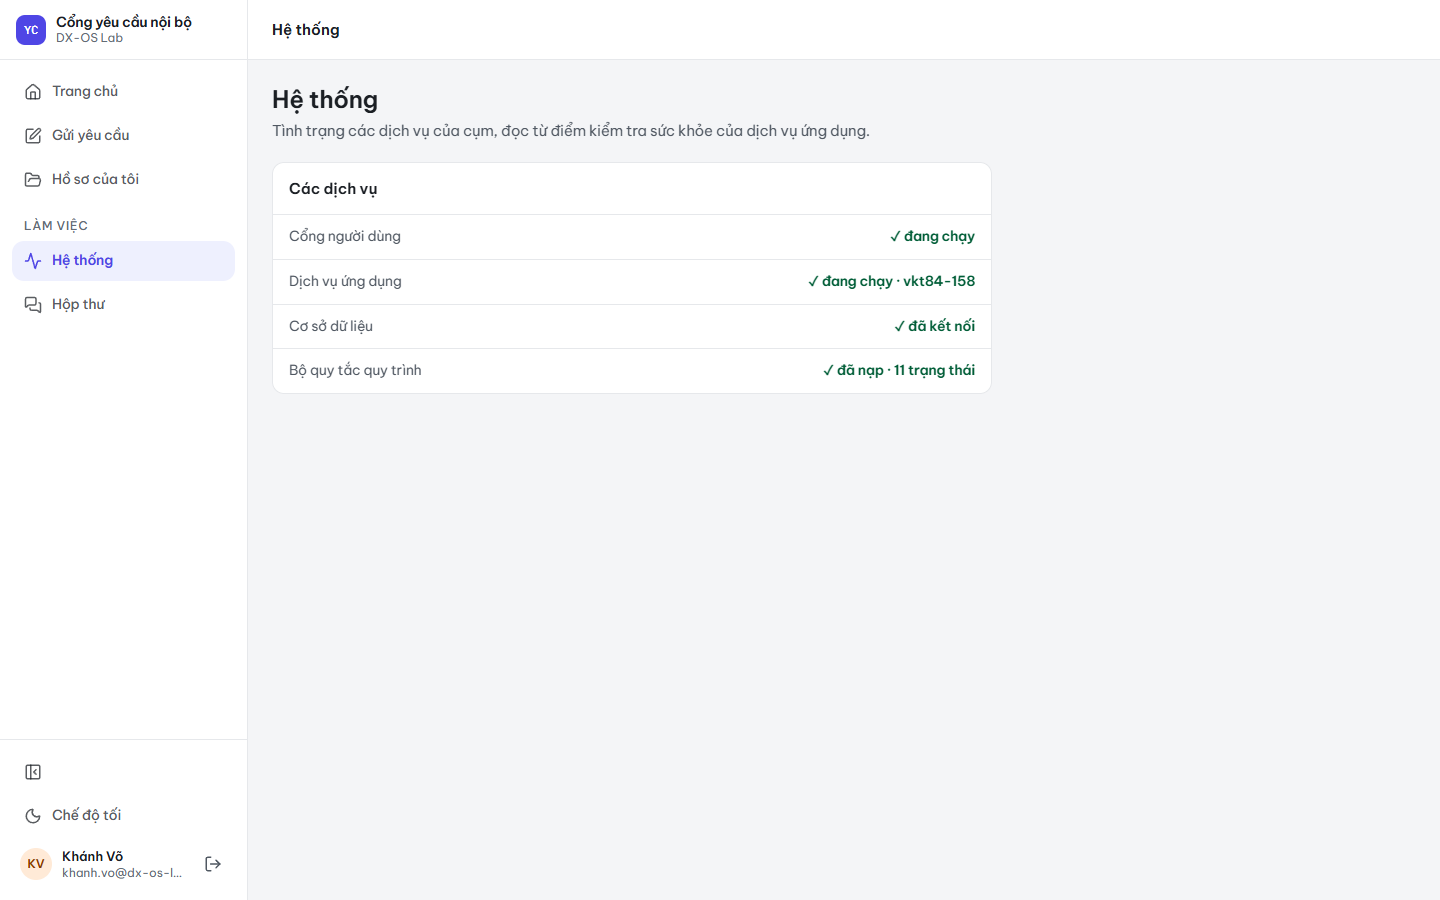 YC
Cổng yêu cầu nội bộ
DX-OS Lab
Trang chủ
Gửi yêu cầu
Hồ sơ của tôi
LÀM VIỆC
Hệ thống
Hộp thư
Chế độ tối
KV
Khánh Võ
khanh.vo@dx-os-l...
Hệ thống
Hệ thống
Tình trạng các dịch vụ của cụm, đọc từ điểm kiểm tra sức khỏe của dịch vụ ứng dụng.
Các dịch vụ
Cổng người dùng ✓ đang chạy
Dịch vụ ứng dụng ✓ đang chạy · vkt84-158
Cơ sở dữ liệu ✓ đã kết nối
Bộ quy tắc quy trình ✓ đã nạp · 11 trạng thái